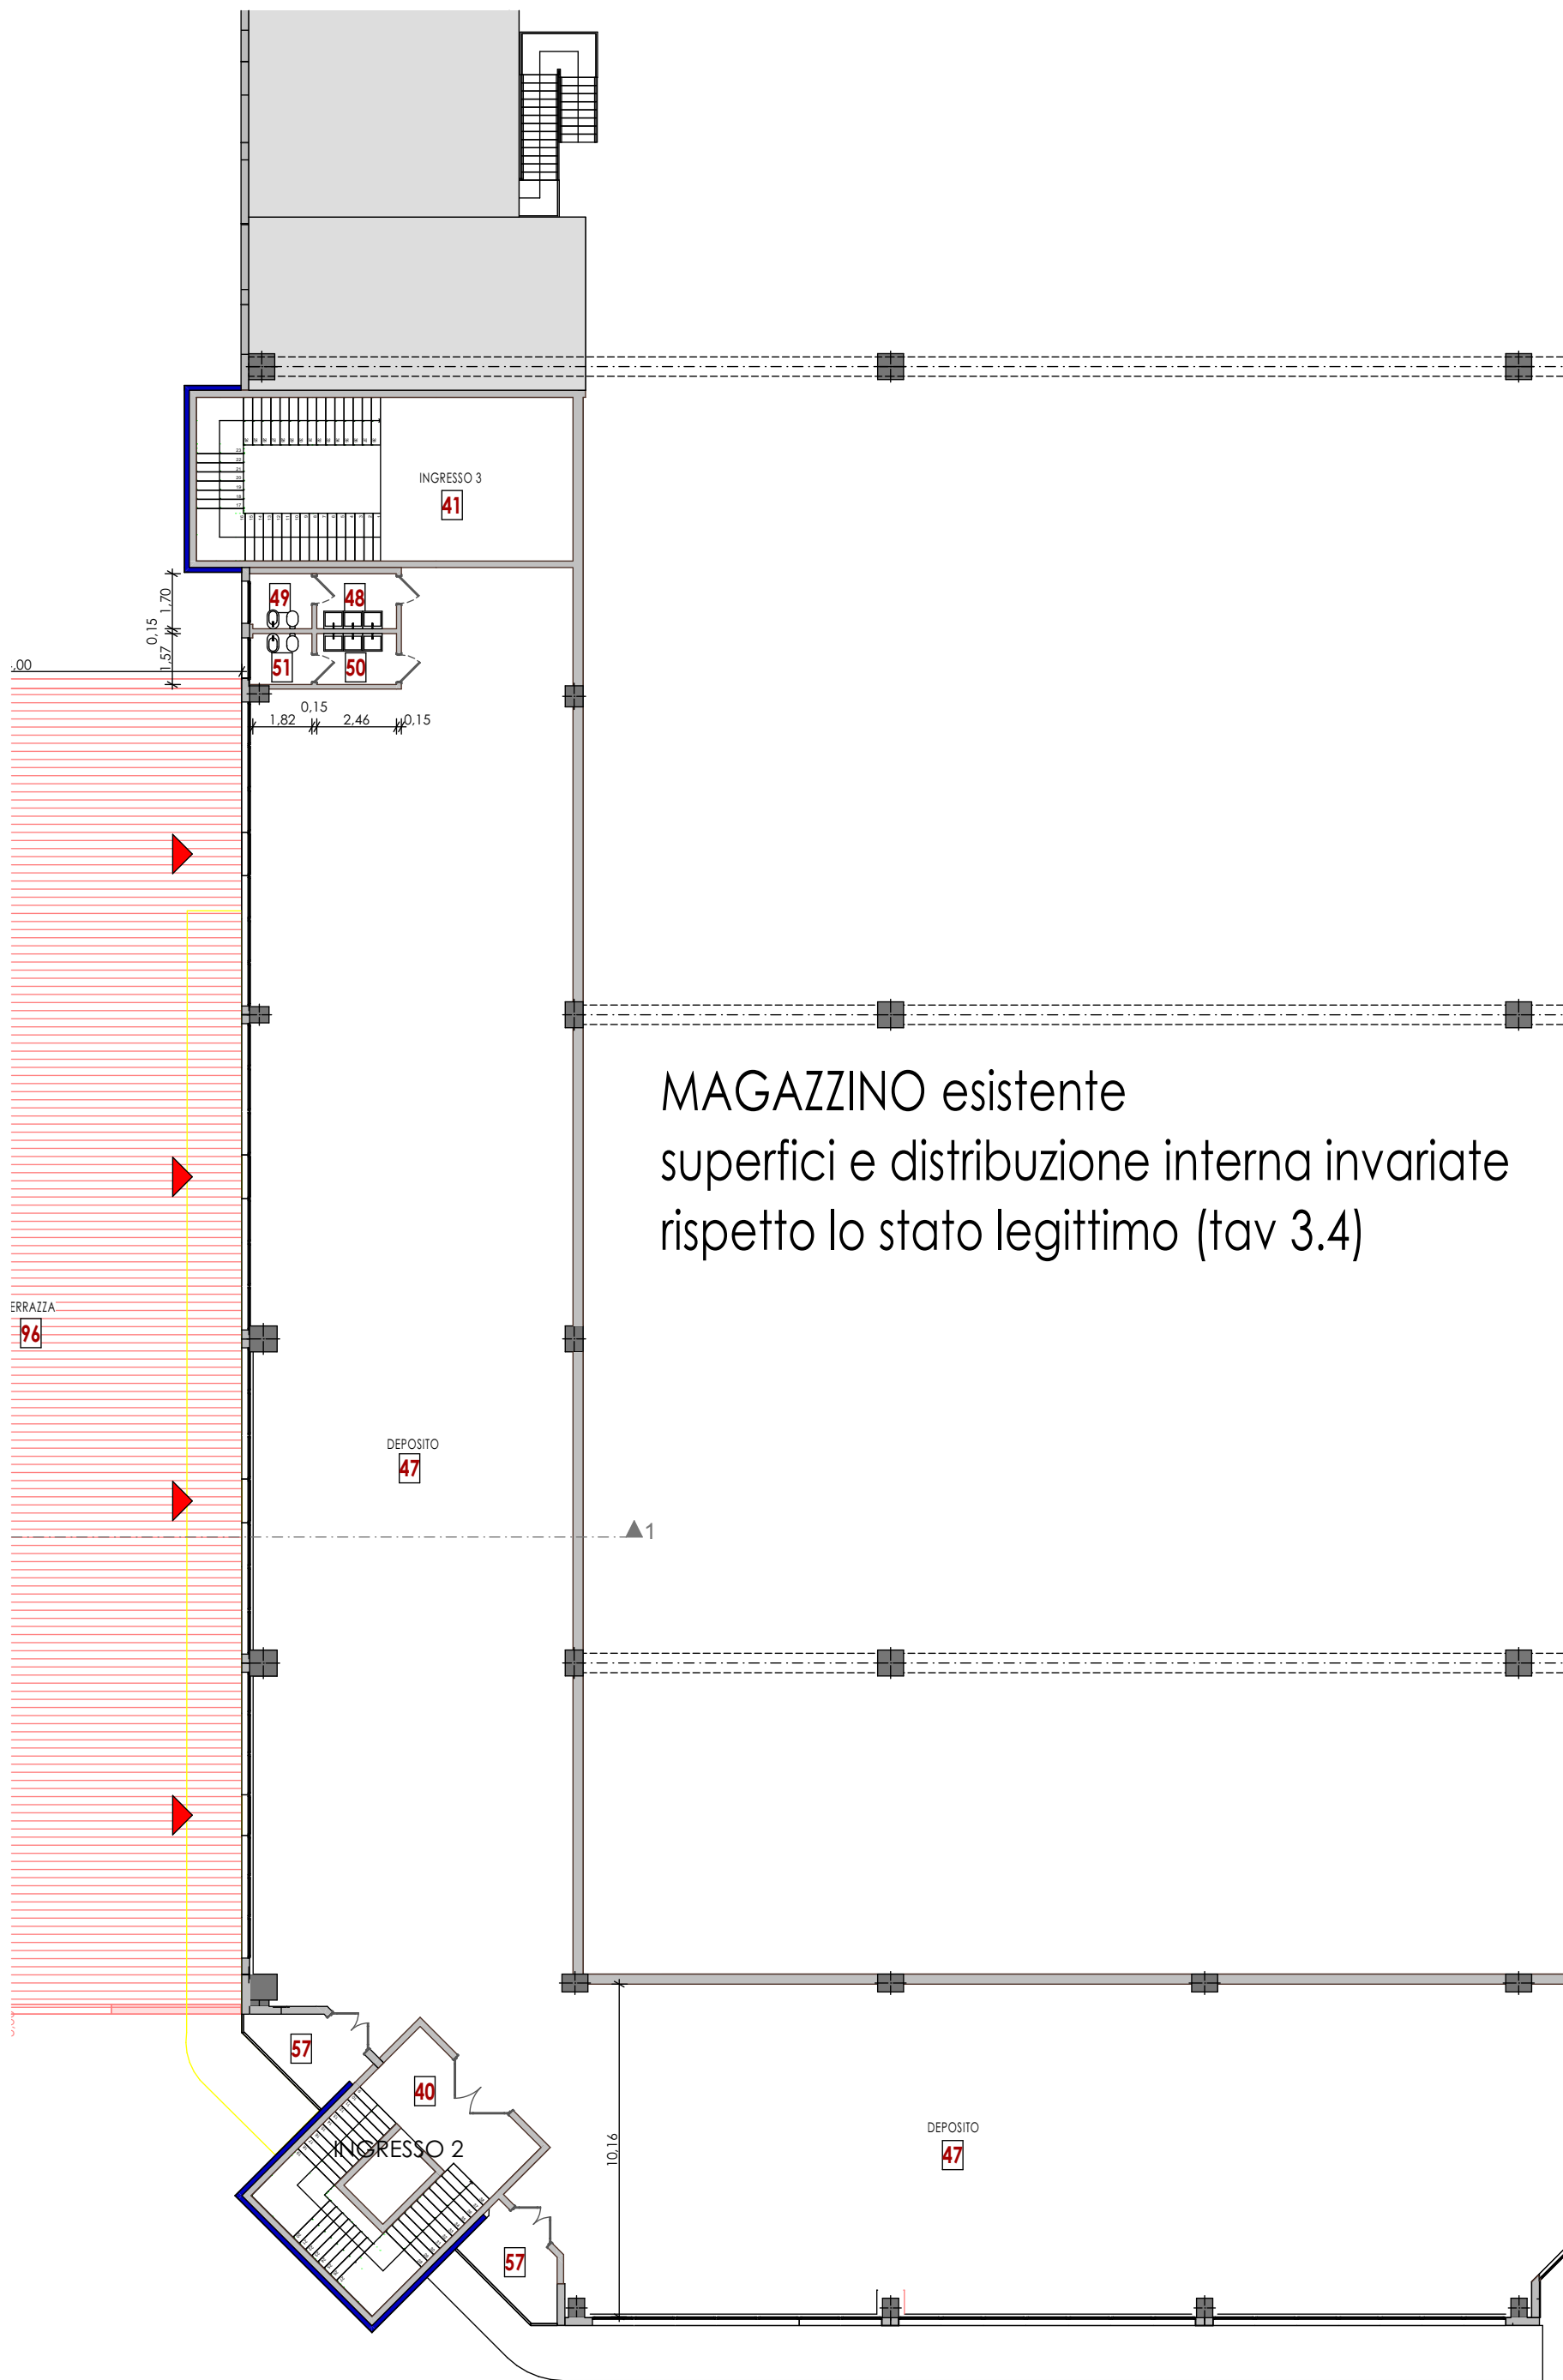 INGRESSO 3
41
49
48
51
50
1,70
0,15
1,57
,00
0,15
1,82
2,46
0,15
MAGAZZINO esistente
superfici e distribuzione interna invariate
rispetto lo stato legittimo (tav 3.4)
ERRAZZA
96
DEPOSITO
47
1
57
40
INGRESSO 2
10,16
DEPOSITO
47
57